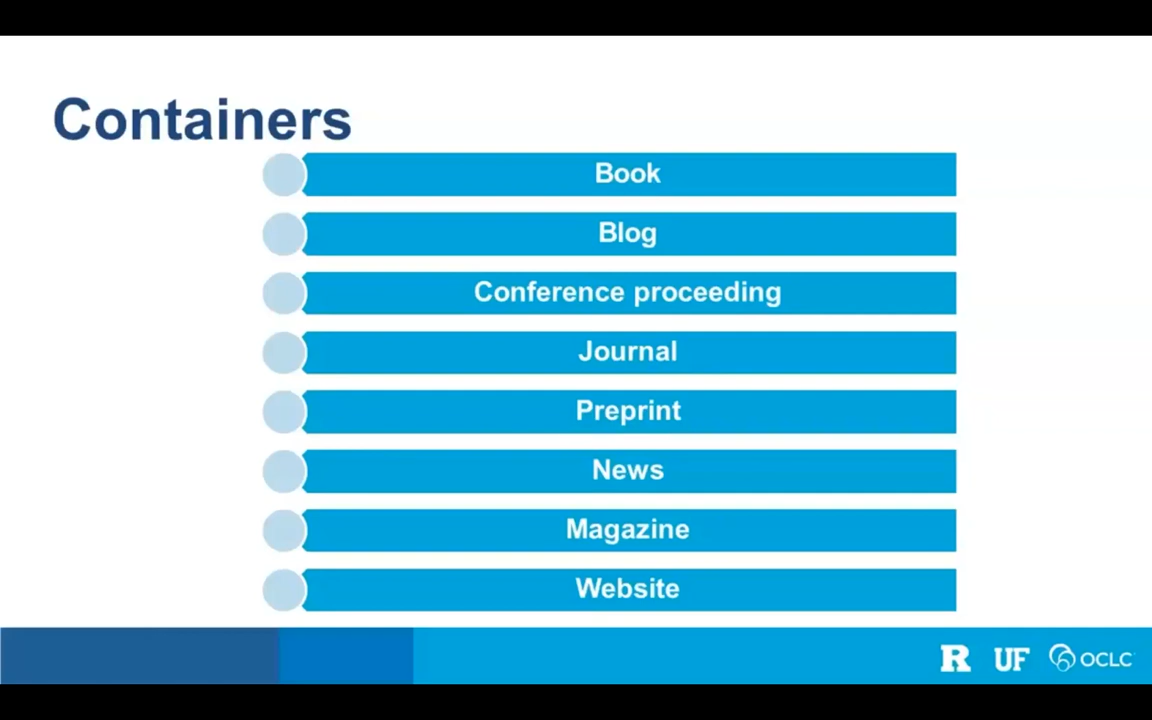 Containers
Book
Blog
Conference proceeding
Journal
Preprint
News
Magazine
Website
R UF OCLC